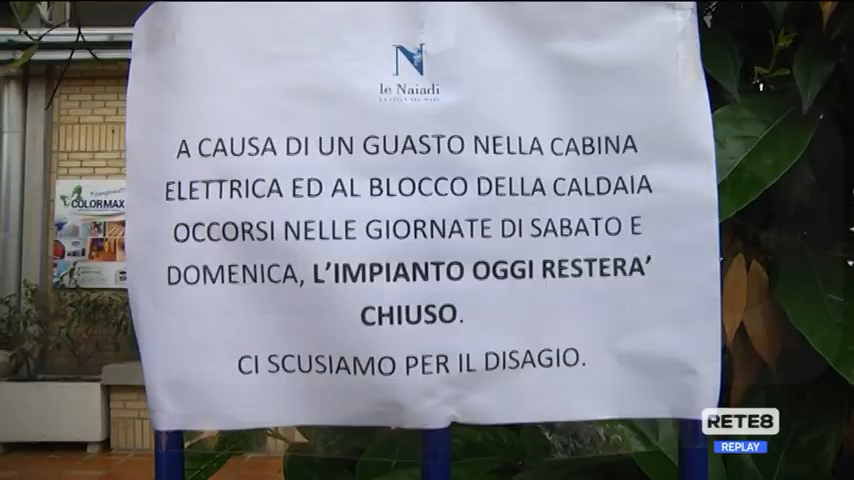 N
le Naiadi
A CAUSA DI UN GUASTO NELLA CABINA
ELETTRICA ED AL BLOCCO DELLA CALDAIA
OCCORSI NELLE GIORNATE DI SABATO E
DOMENICA, L'IMPIANTO OGGI RESTERA'
CHIUSO.
CI SCUSIAMO PER IL DISAGIO.
COLORMAX
RETE8
REPLAY